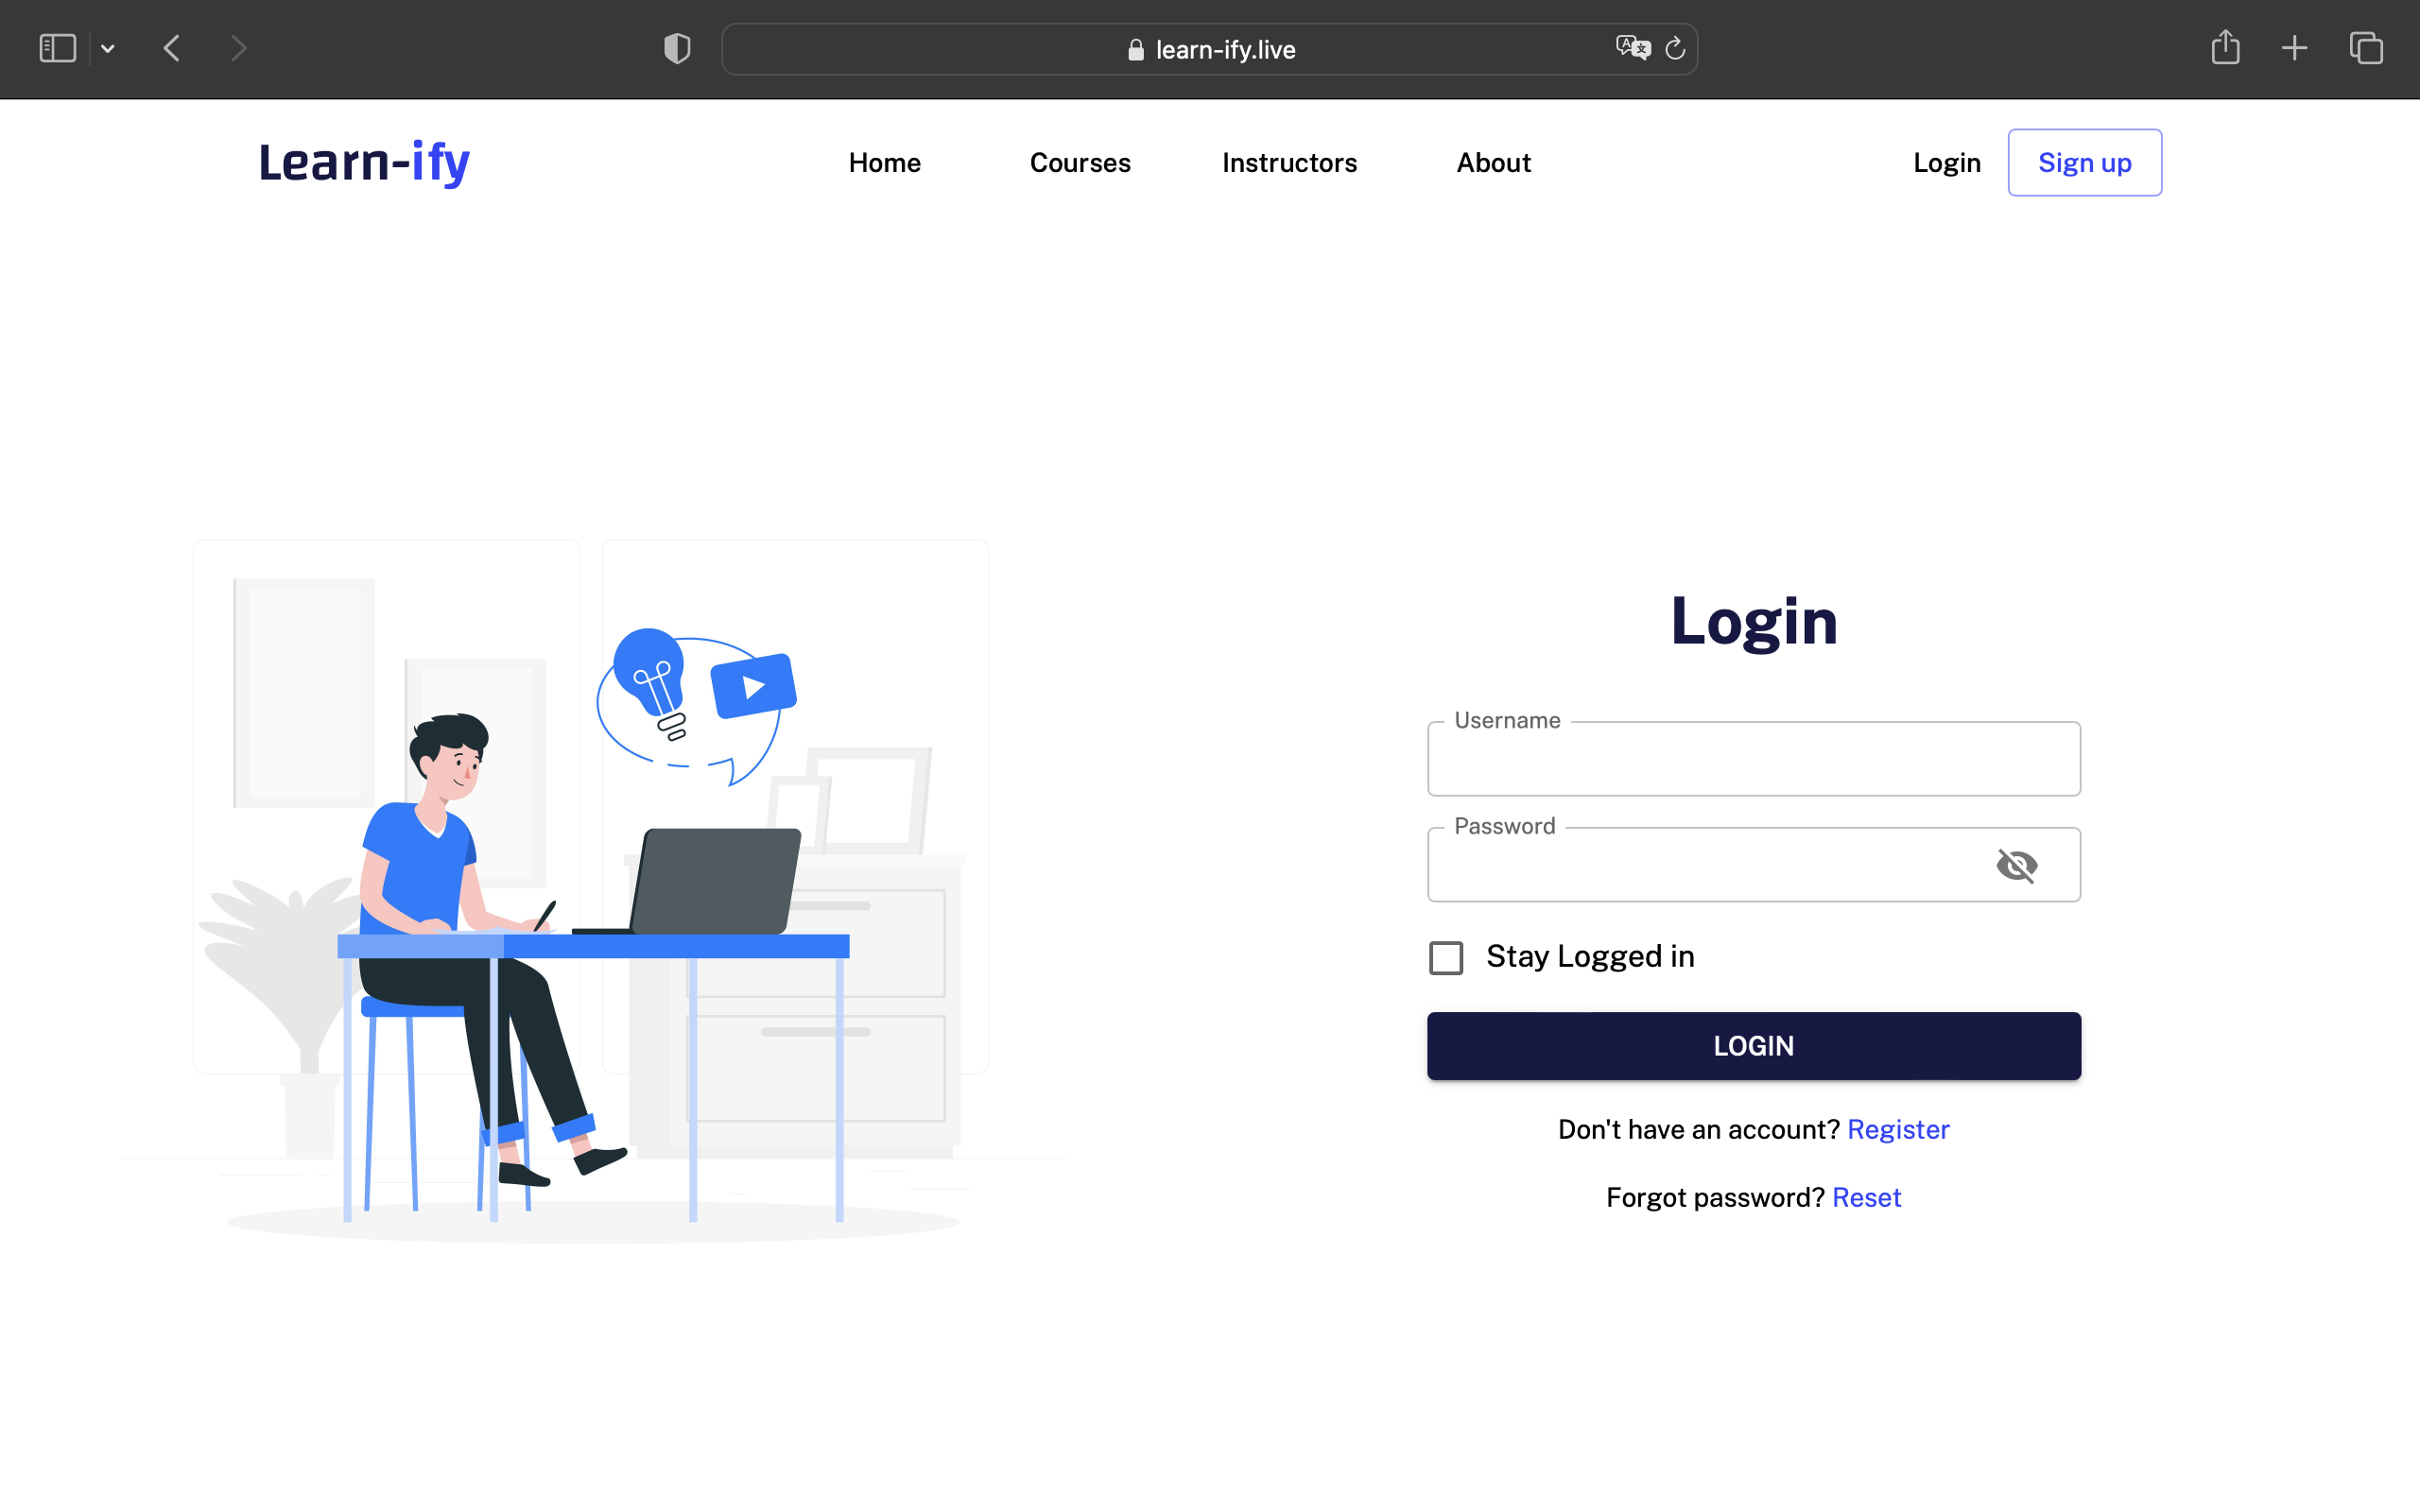 learn-ify.live
Learn-ify Home Courses Instructors About Login Sign up
Login
Username
Password
Stay Logged in
LOGIN
Don't have an account? Register
Forgot password? Reset